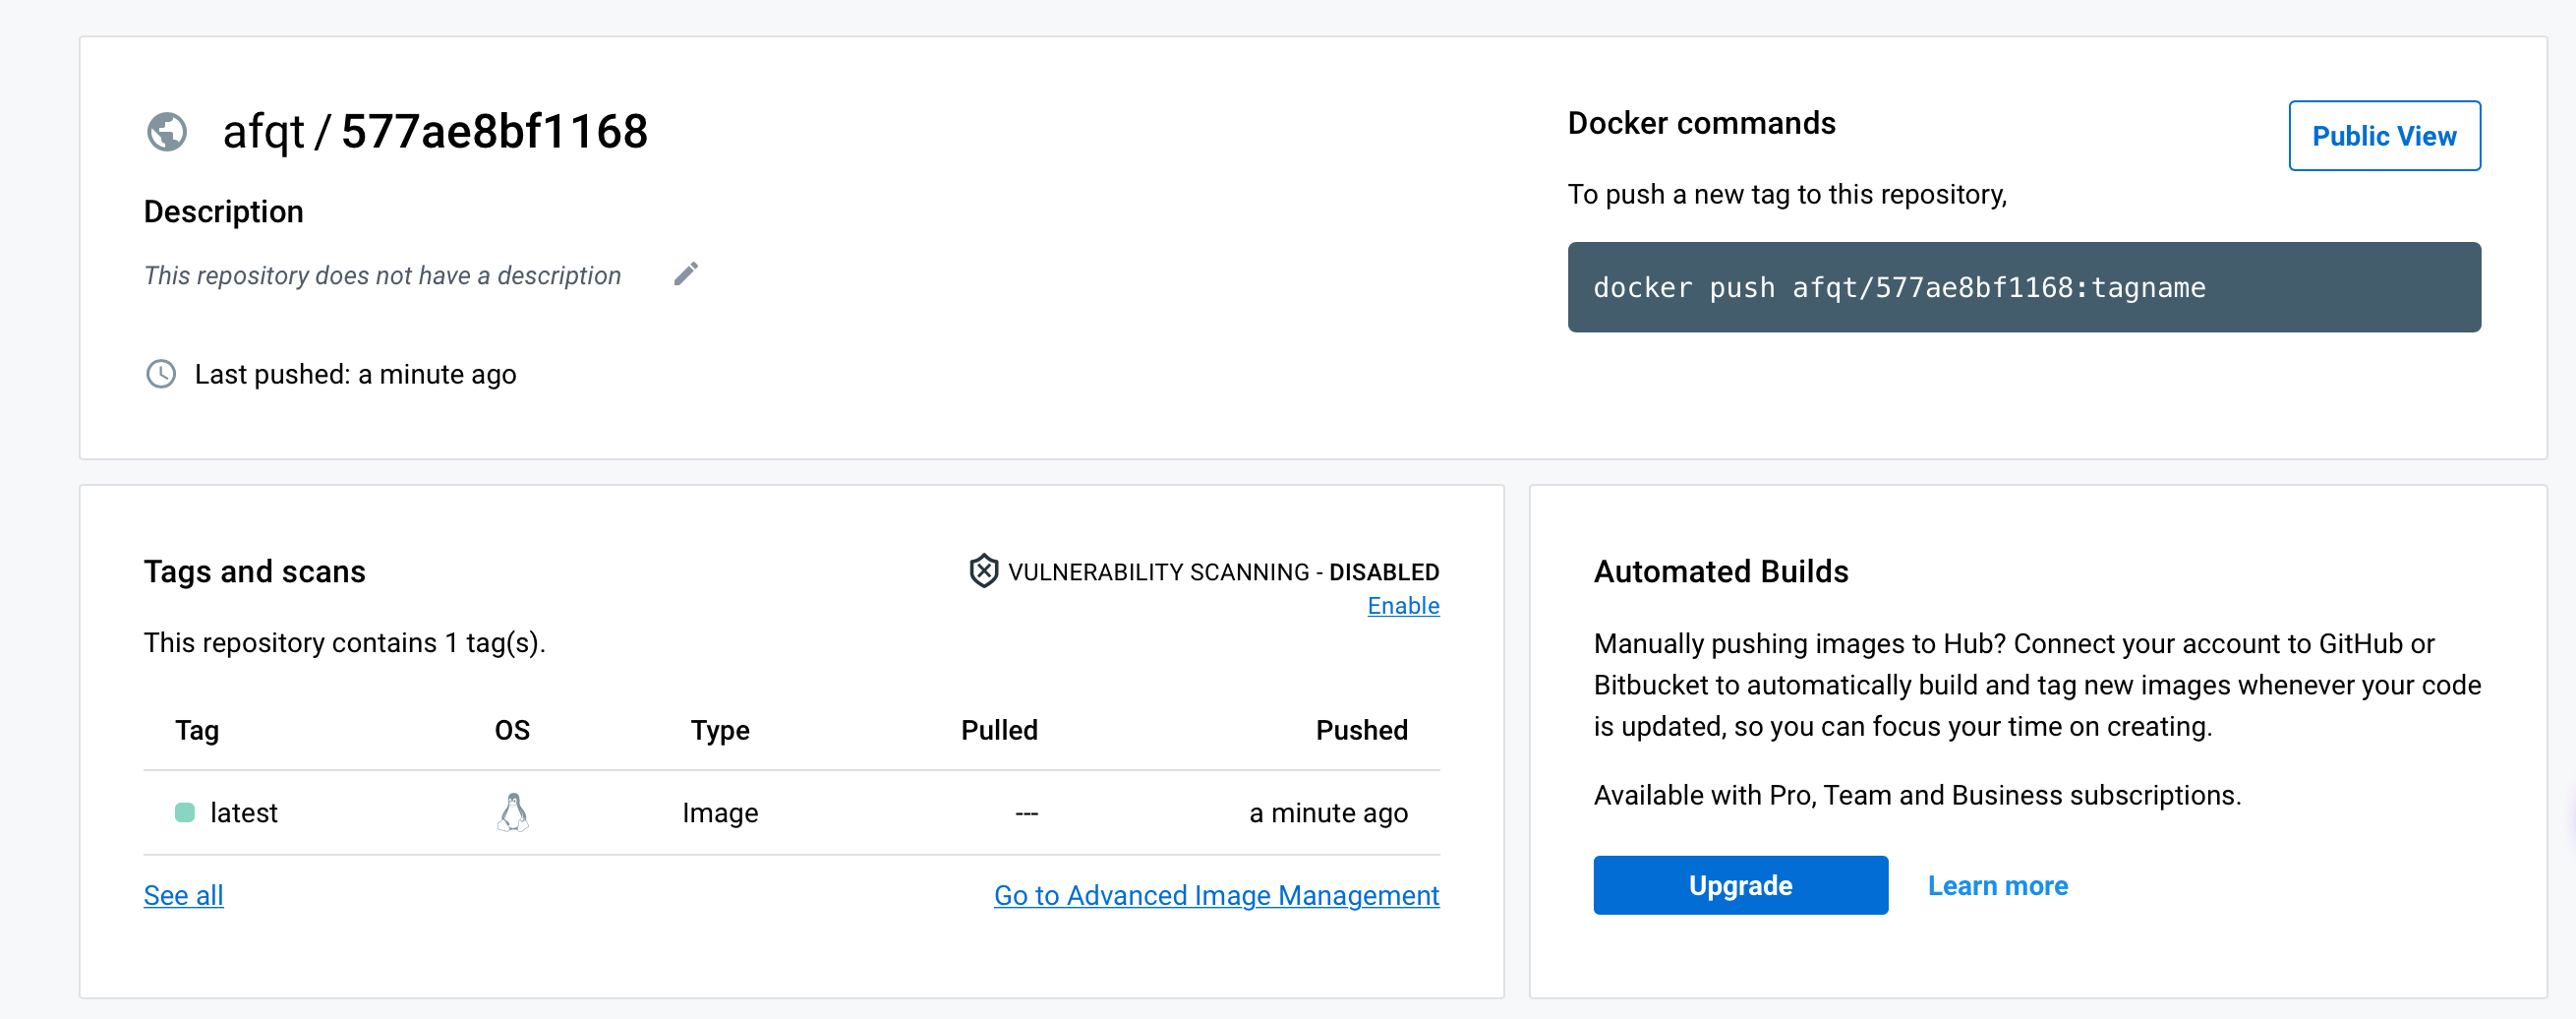 afqt / 577ae8bf1168
Description
This repository does not have a description
Last pushed: a minute ago
Docker commands
Public View
To push a new tag to this repository,
docker push afqt/577ae8bf1168:tagname
Tags and scans
VULNERABILITY SCANNING - DISABLED
Enable
This repository contains 1 tag(s).
Tag OS Type Pulled Pushed
latest Image --- a minute ago
See all Go to Advanced Image Management
Automated Builds
Manually pushing images to Hub? Connect your account to GitHub or
Bitbucket to automatically build and tag new images whenever your code
is updated, so you can focus your time on creating.
Available with Pro, Team and Business subscriptions.
Upgrade Learn more